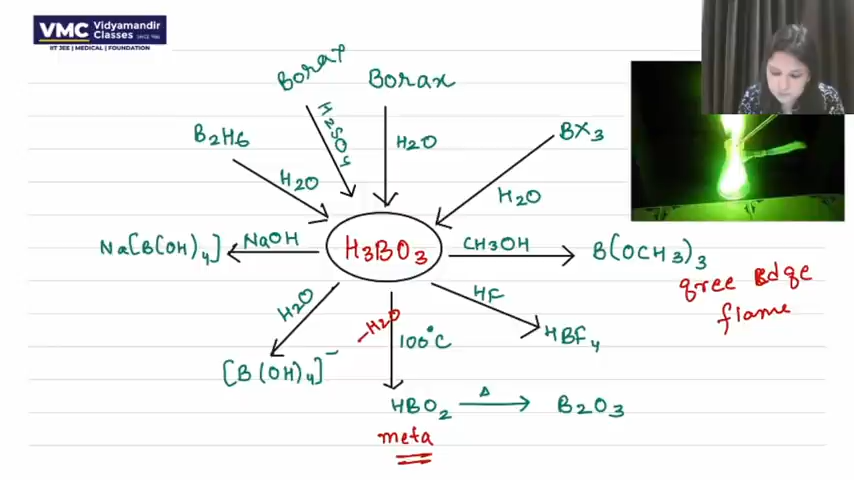 VMC Vidyamandir Classes SINCE 1986
IIT JEE | MEDICAL | FOUNDATION
Borax
Borax
B2H6
H2SO4
H2O
BX3
H2O
H2O
Na[B(OH)4]
NaOH
H3BO3
CH3OH
B(OCH3)3
gree Edge
flame
H2O
-H2O
100°C
HF
HBF4
[B(OH)4]-
HBO2
Δ
B2O3
meta